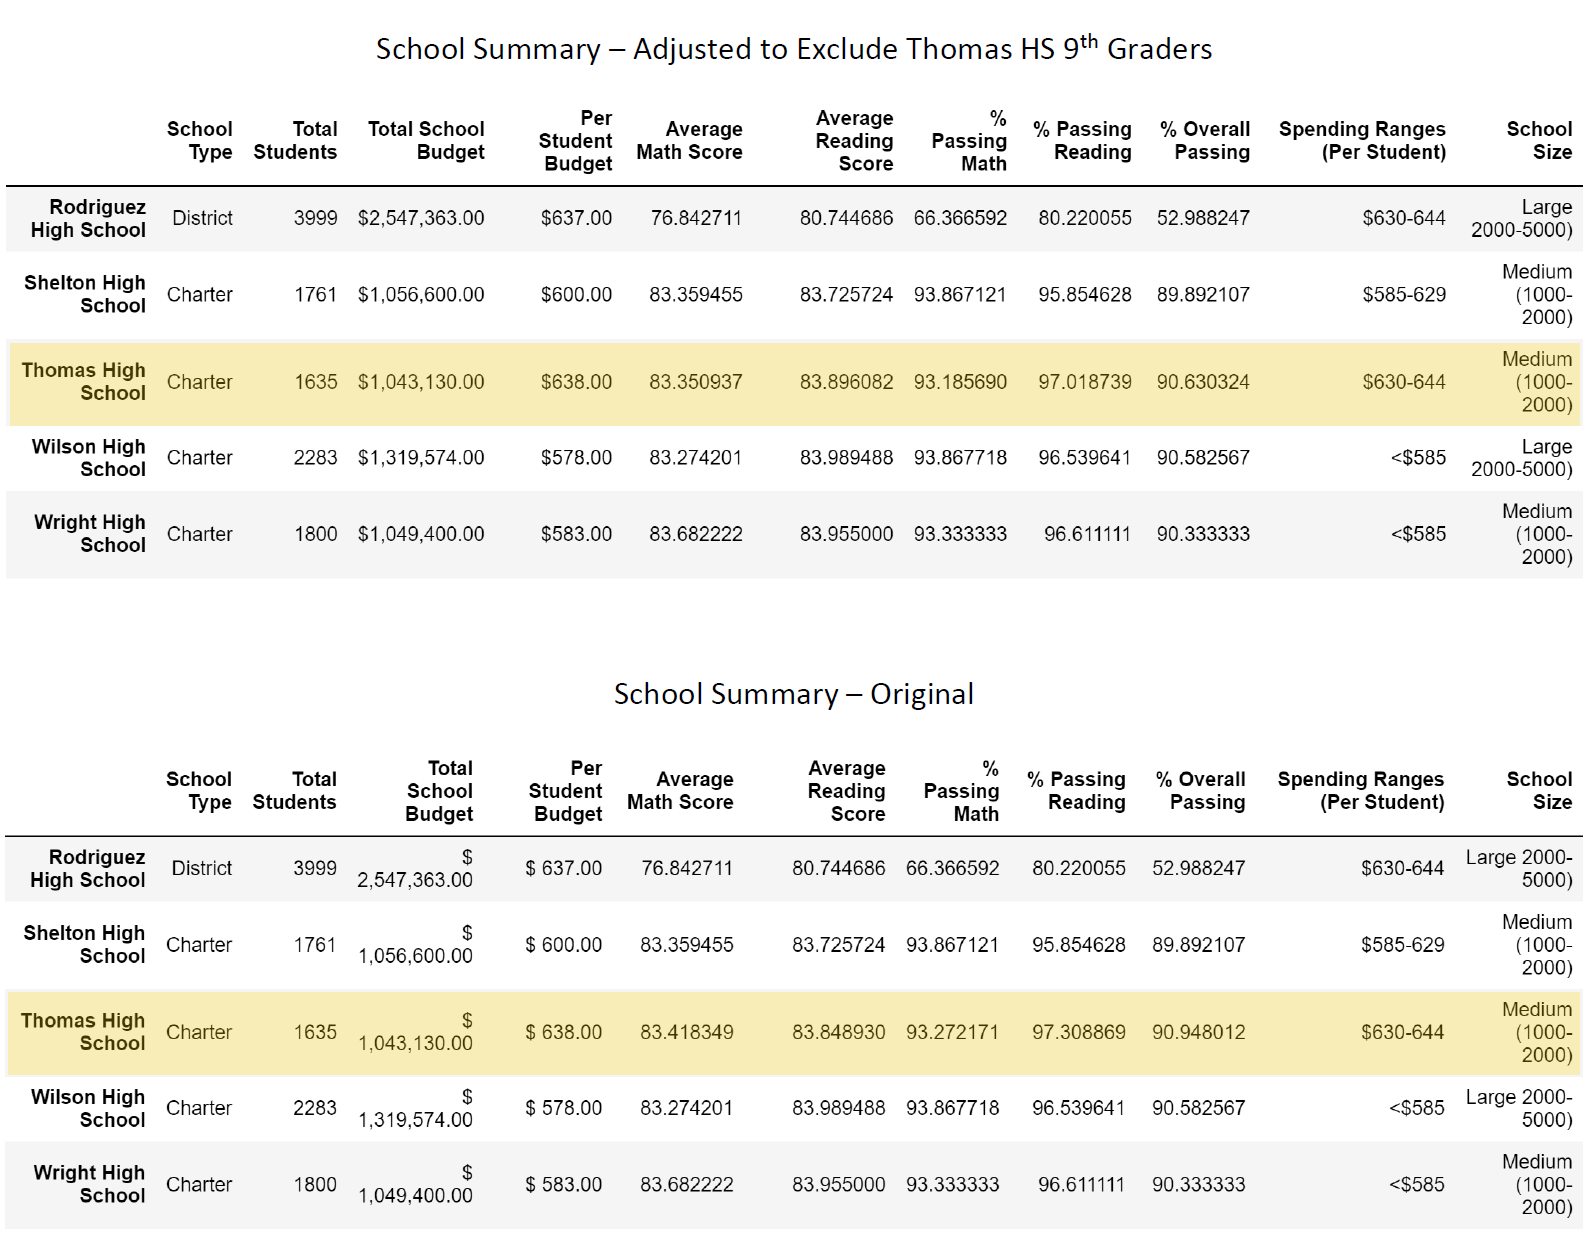 School Summary – Adjusted to Exclude Thomas HS 9th Graders
School Type Total Students Total School Budget Per Student Budget Average Math Score Average Reading Score % Passing Math % Passing Reading % Overall Passing Spending Ranges (Per Student) School Size
Rodriguez High School District 3999 $2,547,363.00 $637.00 76.842711 80.744686 66.366592 80.220055 52.988247 $630-644 Large 2000-5000)
Shelton High School Charter 1761 $1,056,600.00 $600.00 83.359455 83.725724 93.867121 95.854628 89.892107 $585-629 Medium (1000-2000)
Thomas High School Charter 1635 $1,043,130.00 $638.00 83.350937 83.896082 93.185690 97.018739 90.630324 $630-644 Medium (1000-2000)
Wilson High School Charter 2283 $1,319,574.00 $578.00 83.274201 83.989488 93.867718 96.539641 90.582567 <$585 Large 2000-5000)
Wright High School Charter 1800 $1,049,400.00 $583.00 83.682222 83.955000 93.333333 96.611111 90.333333 <$585 Medium (1000-2000)
School Summary – Original
School Type Total Students Total School Budget Per Student Budget Average Math Score Average Reading Score % Passing Math % Passing Reading % Overall Passing Spending Ranges (Per Student) School Size
Rodriguez High School District 3999 $ 2,547,363.00 $ 637.00 76.842711 80.744686 66.366592 80.220055 52.988247 $630-644 Large 2000-5000)
Shelton High School Charter 1761 $ 1,056,600.00 $ 600.00 83.359455 83.725724 93.867121 95.854628 89.892107 $585-629 Medium (1000-2000)
Thomas High School Charter 1635 $ 1,043,130.00 $ 638.00 83.418349 83.848930 93.272171 97.308869 90.948012 $630-644 Medium (1000-2000)
Wilson High School Charter 2283 $ 1,319,574.00 $ 578.00 83.274201 83.989488 93.867718 96.539641 90.582567 <$585 Large 2000-5000)
Wright High School Charter 1800 $ 1,049,400.00 $ 583.00 83.682222 83.955000 93.333333 96.611111 90.333333 <$585 Medium (1000-2000)